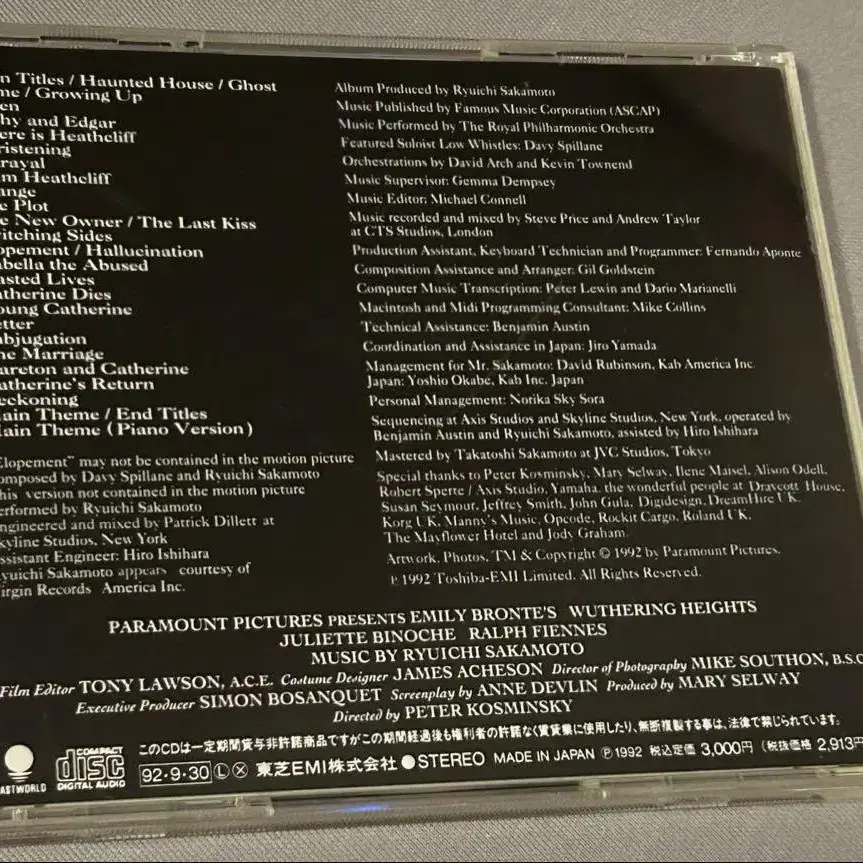 n Titles / Haunted House / Ghost
me / Growing Up
en
hy and Edgar
ere is Heathcliff
ristening
rayal
m Heathcliff
ange
e Plot
e New Owner / The Last Kiss
itching Sides
opement / Hallucination
abella the Abused
asted Lives
atherine Dies
oung Catherine
etter
abjugation
he Marriage
areton and Catherine
atherine's Return
eckoning
lain Theme / End Titles
lain Theme (Piano Version)
Elopement" may not be contained in the motion picture
omposed by Davy Spillane and Ryuichi Sakamoto
his version not contained in the motion picture
erformed by Ryuichi Sakamoto
ngineered and mixed by Patrick Dillett at
kyline Studios, New York
ssistant Engineer: Hiro Ishihara
yuichi Sakamoto appears courtesy of
irgin Records America Inc.
Album Produced by Ryuichi Sakamoto
Music Published by Famous Music Corporation (ASCAP)
Music Performed by The Royal Philharmonic Orchestra
Featured Soloist Low Whistles: Davy Spillane
Orchestrations by David Arch and Kevin Townend
Music Supervisor: Gemma Dempsey
Music Editor: Michael Connell
Music recorded and mixed by Steve Price and Andrew Taylor
at CTS Studios, London
Production Assistant, Keyboard Technician and Programmer: Fernando Aponte
Composition Assistance and Arranger: Gil Goldstein
Computer Music Transcription: Peter Lewin and Dario Marianelli
Macintosh and Midi Programming Consultant: Mike Collins
Technical Assistance: Benjamin Austin
Coordination and Assistance in Japan: Jiro Yamada
Management for Mr. Sakamoto: David Rubinson, Kab America Inc.
Japan: Yoshio Okabe, Kab Inc. Japan
Personal Management: Norika Sky Sora
Sequencing at Axis Studios and Skyline Studios, New York, operated by
Benjamin Austin and Ryuichi Sakamoto, assisted by Hiro Ishihara
Mastered by Takatoshi Sakamoto at JVC Studios, Tokyo
Special thanks to Peter Kosminsky, Mary Selway, Ilene Maisel, Alison Odell,
Robert Sperte / Axis Studio, Yamaha, the wonderful people at Draycott House,
Susan Seymour, Jeffrey Smith, John Gula, Digidesign, DreamHire UK,
Korg UK, Manny's Music, Opcode, Rockit Cargo, Roland UK,
The Mayflower Hotel and Jody Graham.
Artwork, Photos, TM & Copyright © 1992 by Paramount Pictures.
℗ 1992 Toshiba-EMI Limited. All Rights Reserved.
PARAMOUNT PICTURES PRESENTS EMILY BRONTE'S WUTHERING HEIGHTS
JULIETTE BINOCHE RALPH FIENNES
MUSIC BY RYUICHI SAKAMOTO
Film Editor TONY LAWSON, A.C.E. Costume Designer JAMES ACHESON Director of Photography MIKE SOUTHON, B.S.C
Executive Producer SIMON BOSANQUET Screenplay by ANNE DEVLIN Produced by MARY SELWAY
Directed by PETER KOSMINSKY
このCDは一定期間貸与非許諾商品ですがこの期間経過後も権利者の許諾なく賃貸業に使用したり、無断複製する事は、法律で禁じられています。
ASTWORLD
COMPACT disc DIGITAL AUDIO
92・9・30 Ⓛ Ⓧ 東芝EMI株式会社 ●STEREO MADE IN JAPAN ℗1992 税込定価 3,000円 (税抜価格 2,913円